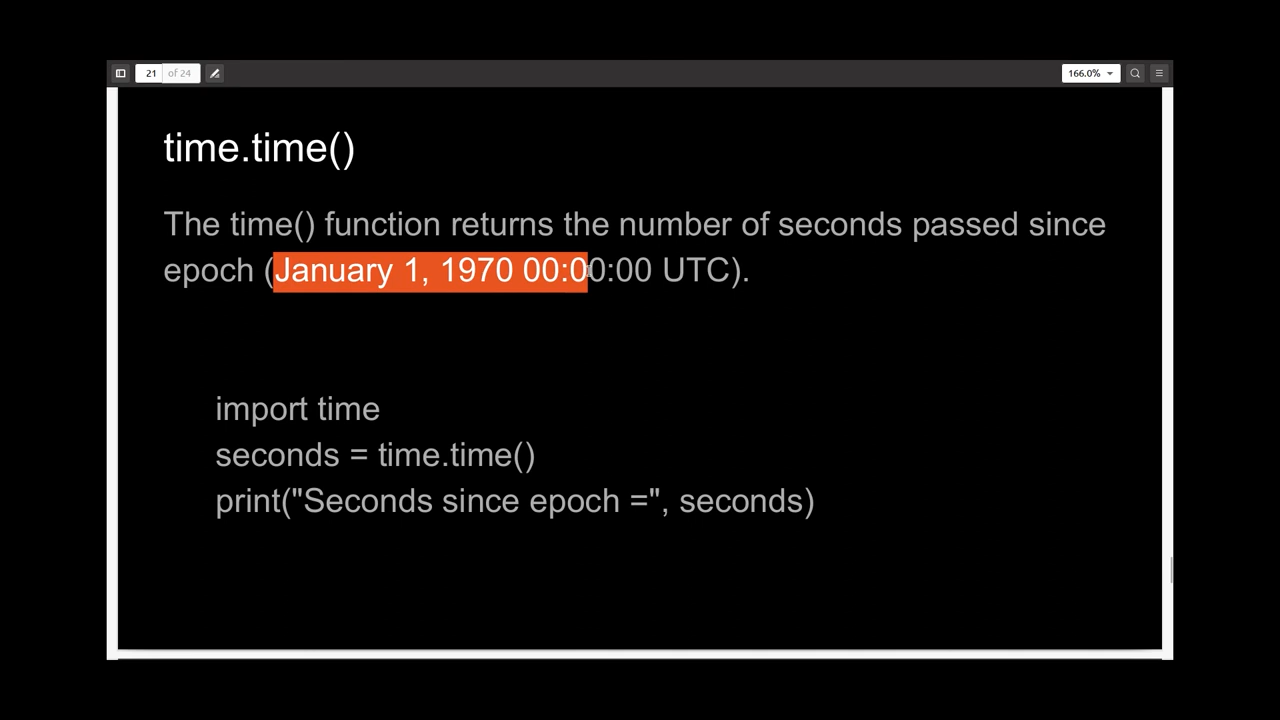 21 of 24
166.0%
time.time()
The time() function returns the number of seconds passed since
epoch (January 1, 1970 00:00:00 UTC).
import time
seconds = time.time()
print("Seconds since epoch =", seconds)